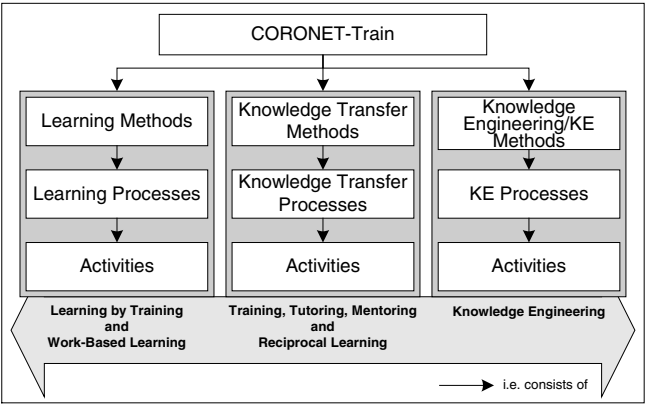 CORONET-Train
Learning Methods
Learning Processes
Activities
Knowledge Transfer
Methods
Knowledge Transfer
Processes
Activities
Knowledge
Engineering/KE
Methods
KE Processes
Activities
Learning by Training
and
Work-Based Learning
Training, Tutoring, Mentoring
and
Reciprocal Learning
Knowledge Engineering
i.e. consists of